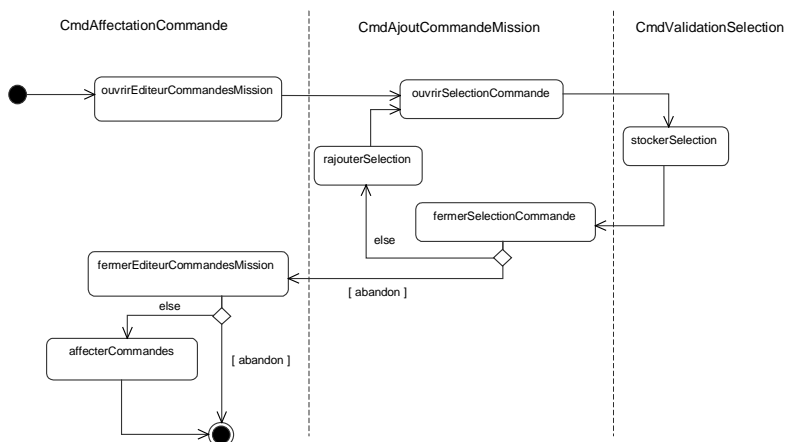 CmdAffectationCommande
CmdAjoutCommandeMission
CmdValidationSelection
ouvrirEditeurCommandesMission
ouvrirSelectionCommande
stockerSelection
rajouterSelection
fermerSelectionCommande
else
fermerEditeurCommandesMission
[ abandon ]
else
affecterCommandes
[ abandon ]